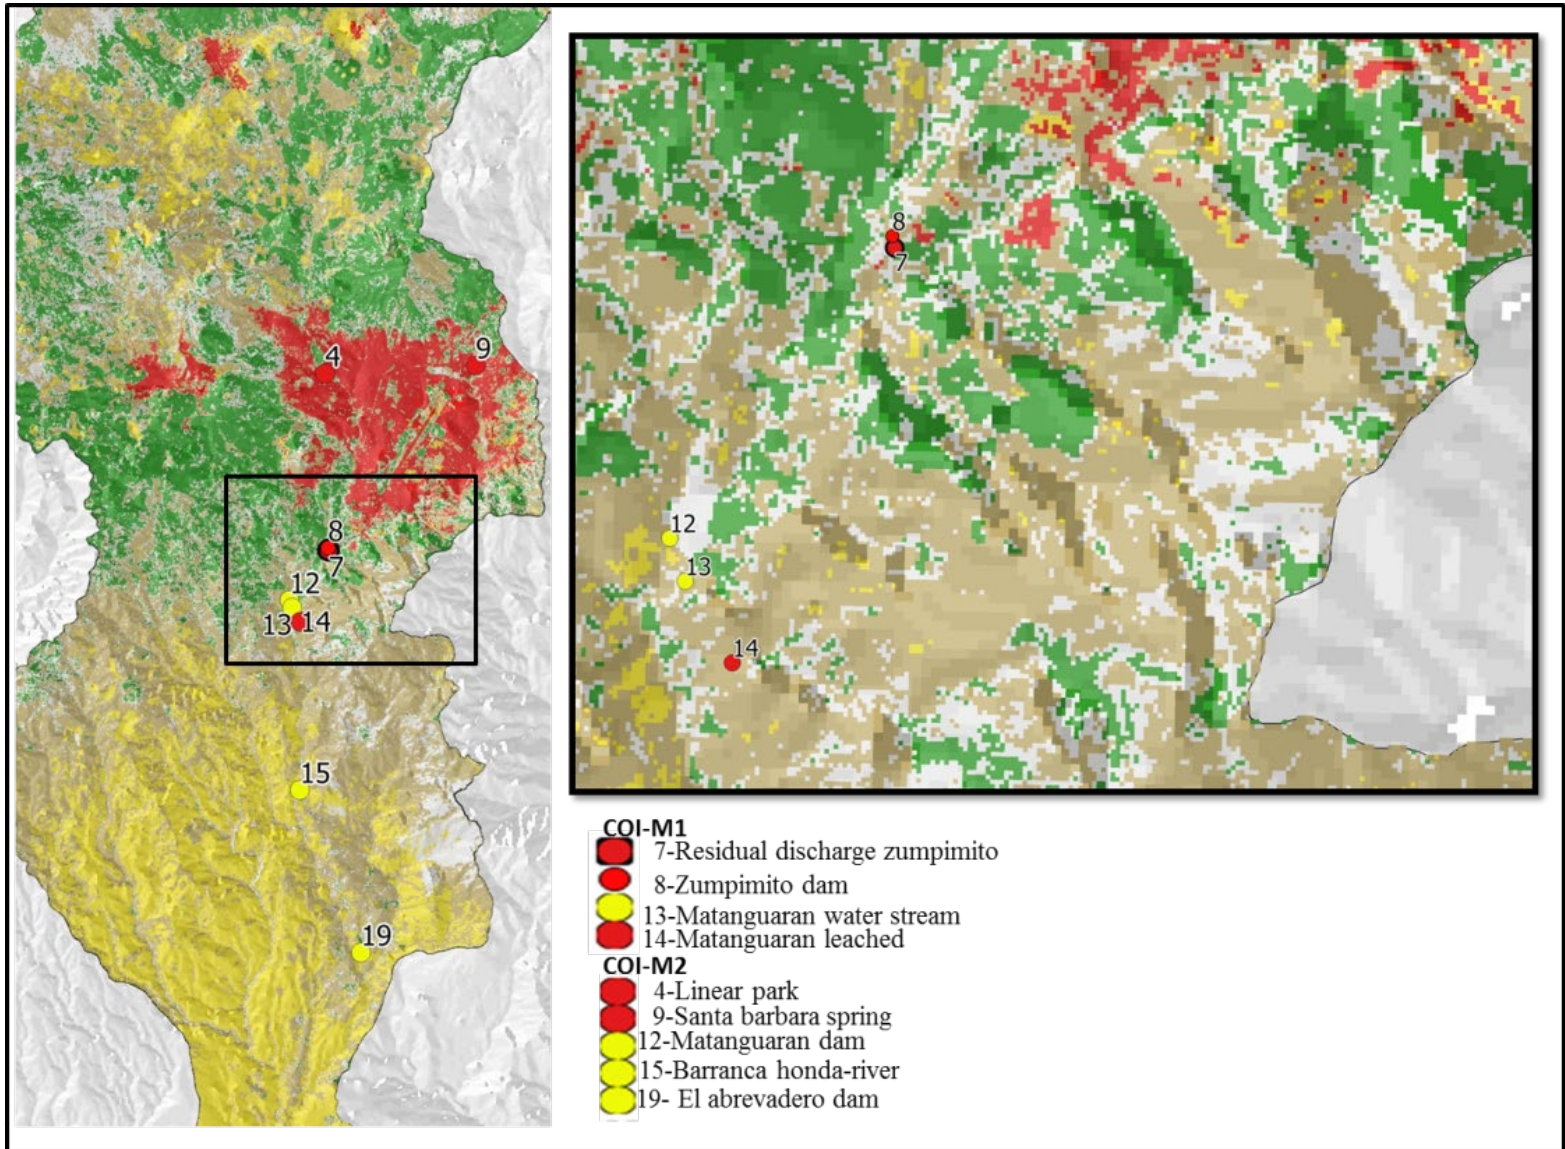 4
9
8
7
12
13 14
15
19
8
7
12
13
14
COI-M1
7-Residual discharge zumpimito
8-Zumpimito dam
13-Matanguaran water stream
14-Matanguaran leached
COI-M2
4-Linear park
9-Santa barbara spring
12-Matanguaran dam
15-Barranca honda-river
19- El abrevadero dam